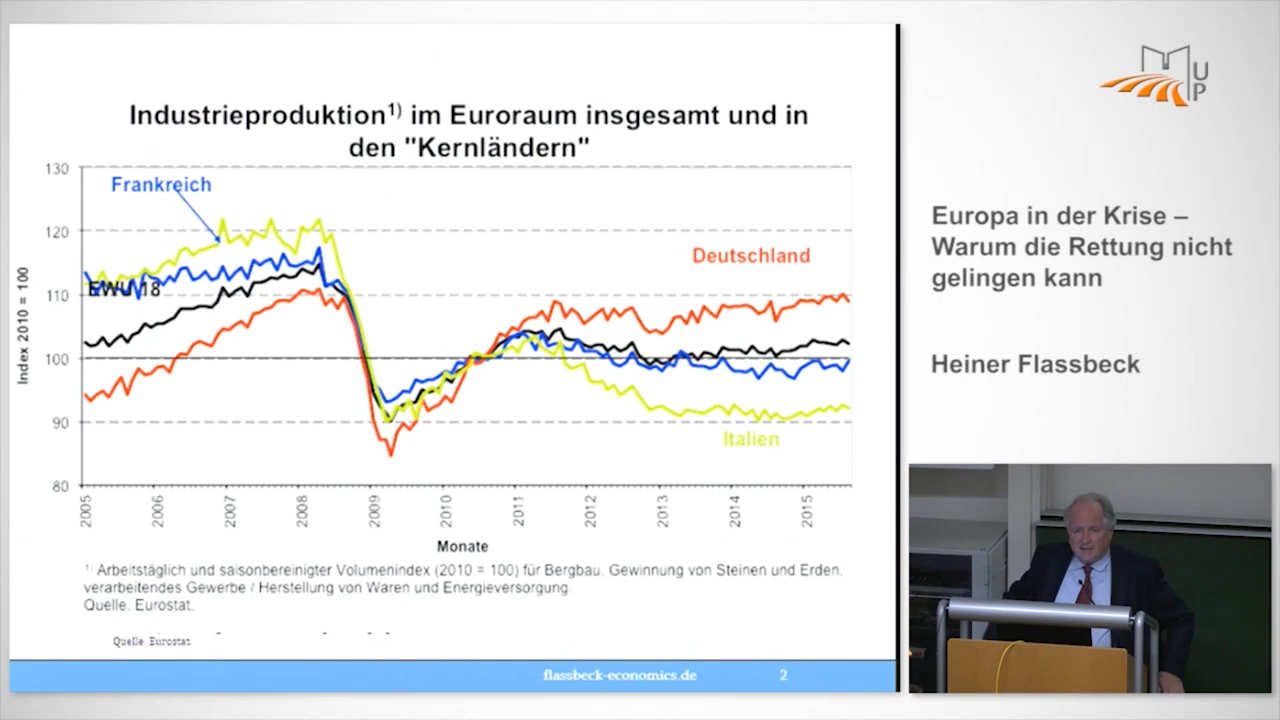 Industrieproduktion1) im Euroraum insgesamt und in
den "Kernländern"
130
120
110
100
90
80
Index 2010 = 100
Frankreich
EWU 18
Deutschland
Italien
2005
2006
2007
2008
2009
2010
2011
2012
2013
2014
2015
Monate
1) Arbeitstäglich und saisonbereinigter Volumenindex (2010 = 100) für Bergbau, Gewinnung von Steinen und Erden,
verarbeitendes Gewerbe / Herstellung von Waren und Energieversorgung.
Quelle: Eurostat.
Quelle: Eurostat
flassbeck-economics.de
2
MUP
Europa in der Krise –
Warum die Rettung nicht
gelingen kann
Heiner Flassbeck